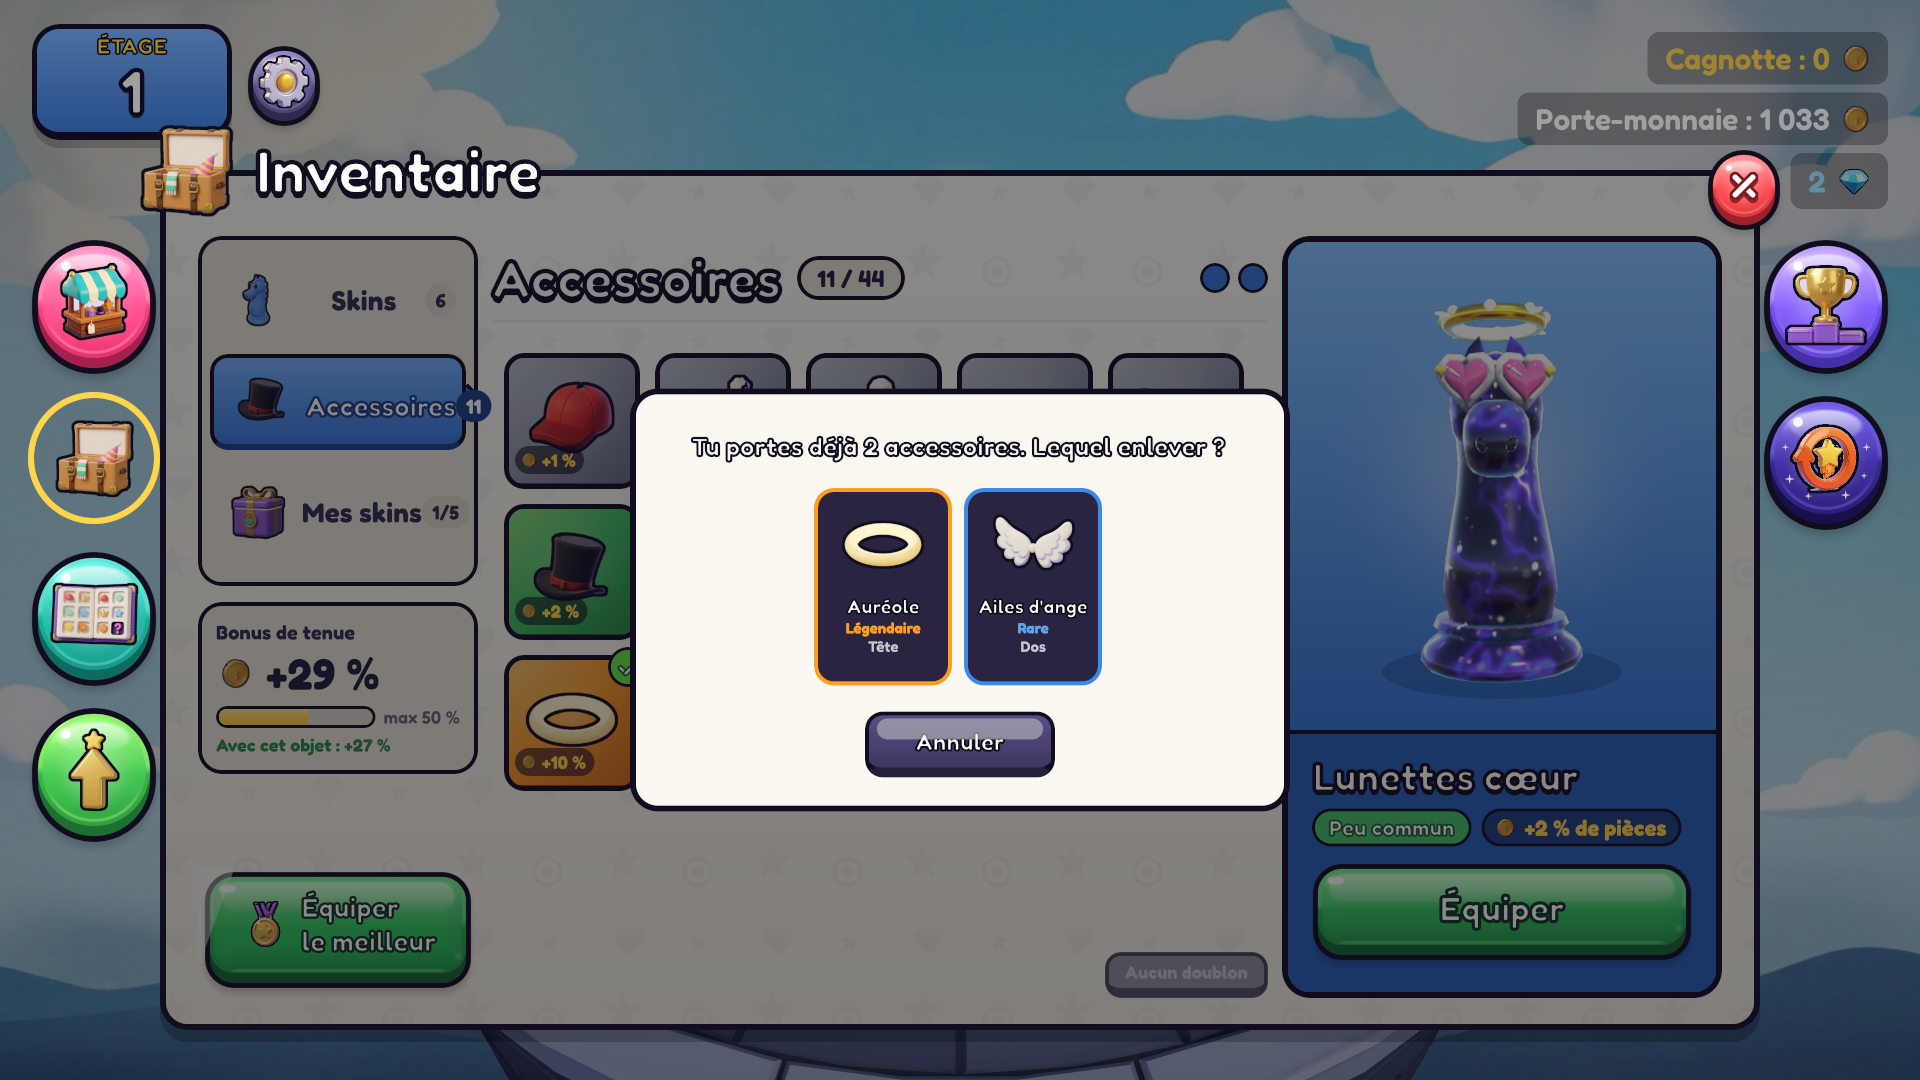 ÉTAGE
1
Cagnotte : 0
Porte-monnaie : 1 033
2
Inventaire
Skins 6
Accessoires 11
Mes skins 1/5
Bonus de tenue
+29 %
max 50 %
Avec cet objet : +27 %
Équiper
le meilleur
Accessoires 11 / 44
+1 %
+2 %
+10 %
Tu portes déjà 2 accessoires. Lequel enlever ?
Auréole
Légendaire
Tête
Ailes d'ange
Rare
Dos
Annuler
Aucun doublon
Lunettes cœur
Peu commun
+2 % de pièces
Équiper